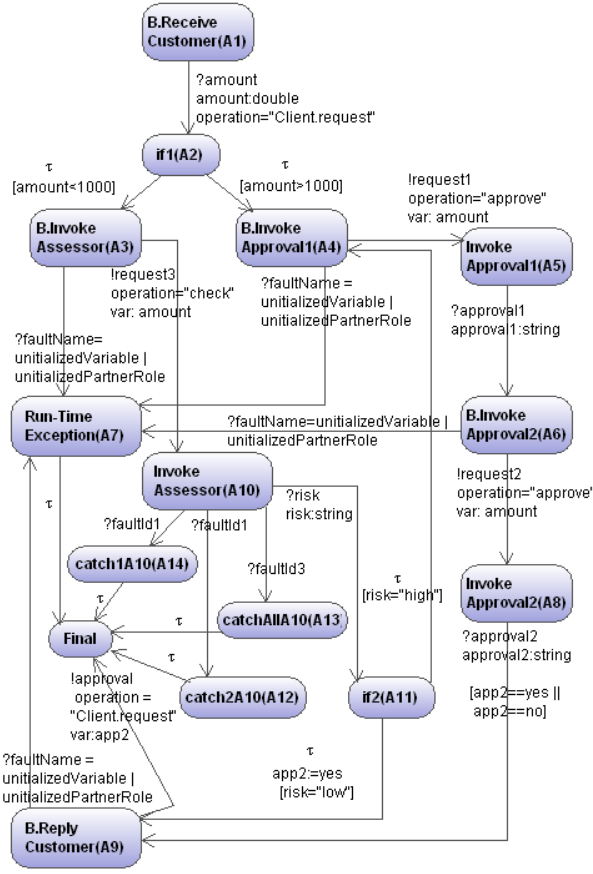 B.Receive
Customer(A1)
?amount
amount:double
operation="Client.request"
if1(A2)
τ
[amount<1000]
τ
[amount>1000]
!request1
operation="approve"
var: amount
B.Invoke
Assessor(A3)
B.Invoke
Approval1(A4)
Invoke
Approval1(A5)
!request3
operation="check"
var: amount
?faultName =
unitializedVariable |
unitializedPartnerRole
?approval1
approval1:string
?faultName=
unitializedVariable |
unitializedPartnerRole
Run-Time
Exception(A7)
?faultName=unitializedVariable |
unitializedPartnerRole
B.Invoke
Approval2(A6)
Invoke
Assessor(A10)
?risk
risk:string
!request2
operation="approve"
var: amount
τ
?faultId1
?faultId1
catch1A10(A14)
?faultId3
τ
[risk="high"]
Invoke
Approval2(A8)
τ
catchAllA10(A13)
τ
Final
?approval2
approval2:string
τ
!approval
operation =
"Client.request"
var:app2
catch2A10(A12)
if2(A11)
[app2==yes ||
app2==no]
?faultName =
unitializedVariable |
unitializedPartnerRole
τ
app2:=yes
[risk="low"]
B.Reply
Customer(A9)